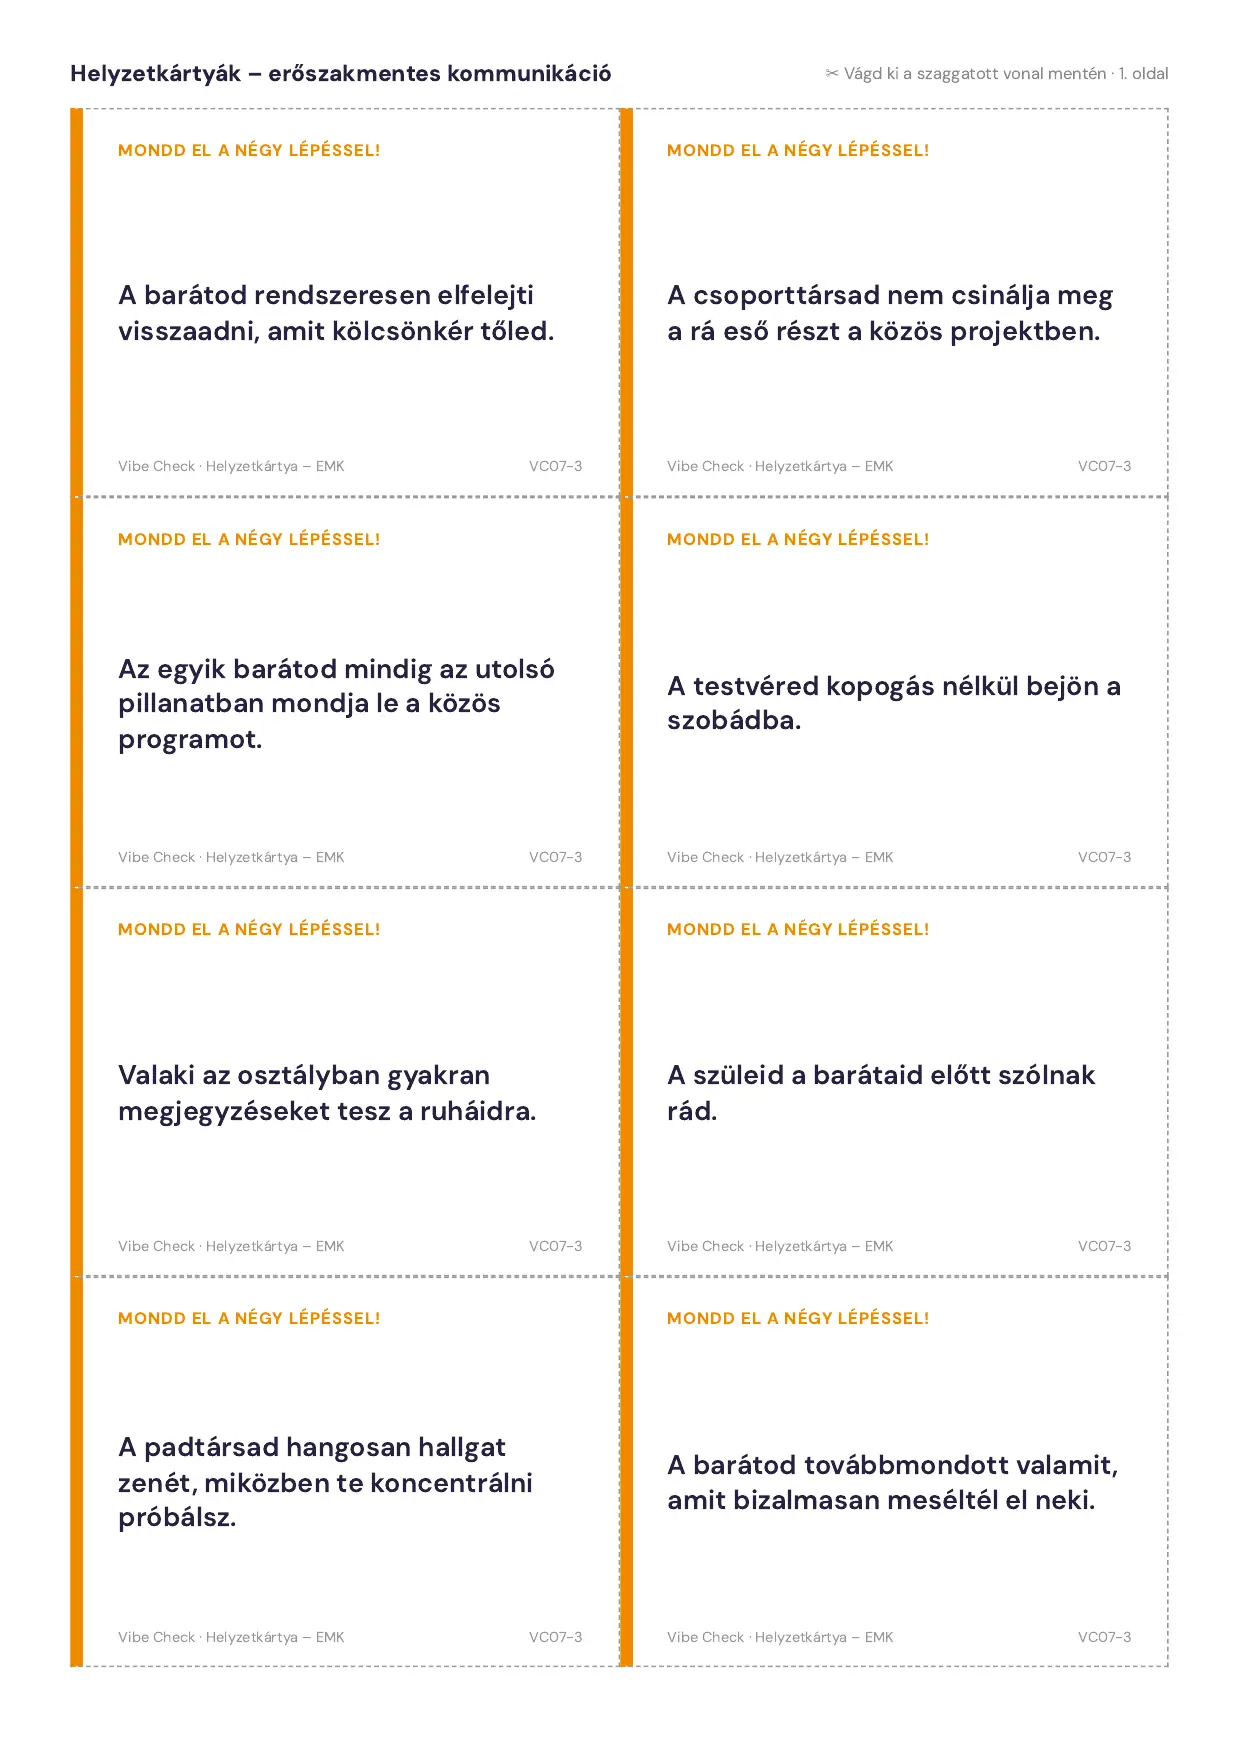 Helyzetkártyák – erőszakmentes kommunikáció
✂ Vágd ki a szaggatott vonal mentén · 1. oldal
MONDD EL A NÉGY LÉPÉSSEL!
A barátod rendszeresen elfelejti
visszaadni, amit kölcsönkér tőled.
Vibe Check · Helyzetkártya – EMK
VC07-3
MONDD EL A NÉGY LÉPÉSSEL!
A csoporttársad nem csinálja meg
a rá eső részt a közös projektben.
Vibe Check · Helyzetkártya – EMK
VC07-3
MONDD EL A NÉGY LÉPÉSSEL!
Az egyik barátod mindig az utolsó
pillanatban mondja le a közös
programot.
Vibe Check · Helyzetkártya – EMK
VC07-3
MONDD EL A NÉGY LÉPÉSSEL!
A testvéred kopogás nélkül bejön a
szobádba.
Vibe Check · Helyzetkártya – EMK
VC07-3
MONDD EL A NÉGY LÉPÉSSEL!
Valaki az osztályban gyakran
megjegyzéseket tesz a ruháidra.
Vibe Check · Helyzetkártya – EMK
VC07-3
MONDD EL A NÉGY LÉPÉSSEL!
A szüleid a barátaid előtt szólnak
rád.
Vibe Check · Helyzetkártya – EMK
VC07-3
MONDD EL A NÉGY LÉPÉSSEL!
A padtársad hangosan hallgat
zenét, miközben te koncentrálni
próbálsz.
Vibe Check · Helyzetkártya – EMK
VC07-3
MONDD EL A NÉGY LÉPÉSSEL!
A barátod továbbmondott valamit,
amit bizalmasan meséltél el neki.
Vibe Check · Helyzetkártya – EMK
VC07-3